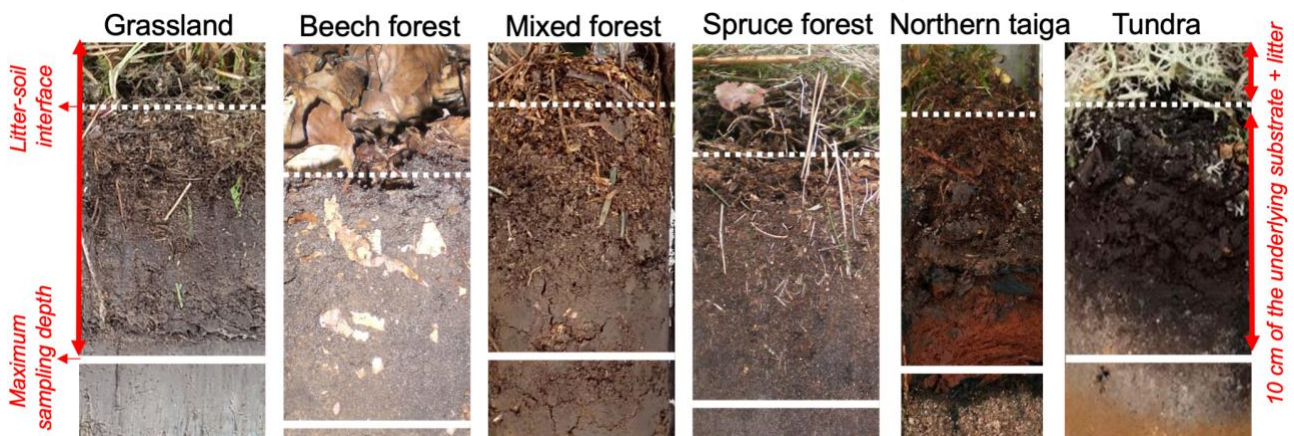 Grassland
Beech forest
Mixed forest
Spruce forest
Northern taiga
Tundra
Litter-soil
interface
Maximum
sampling depth
10 cm of the underlying substrate + litter